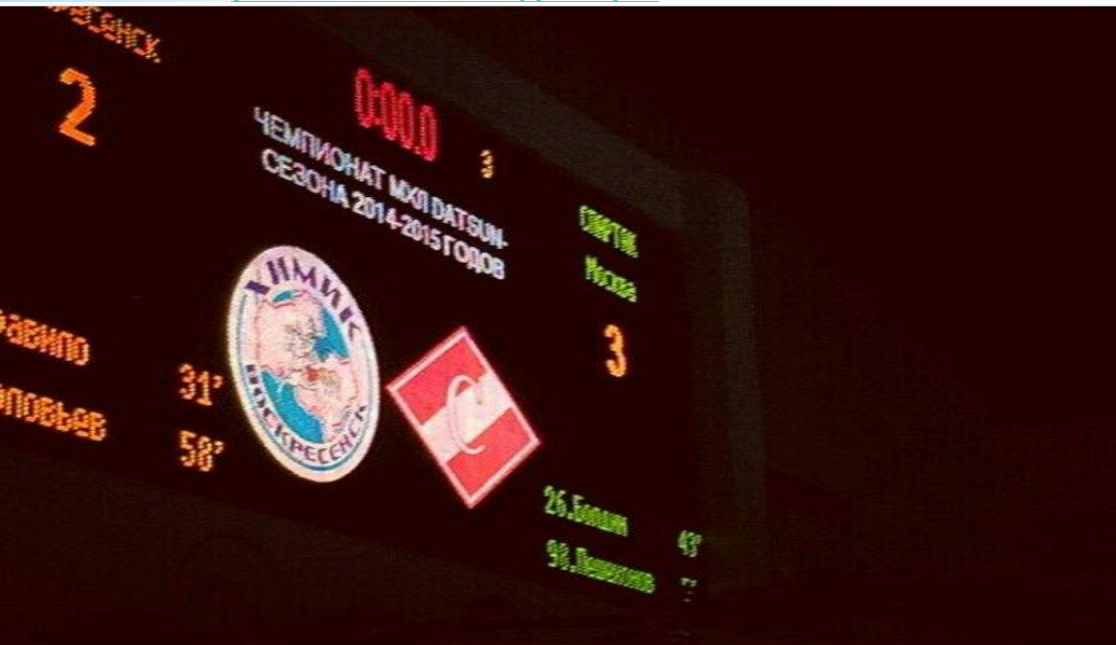 2
0:00.0
3
ЧЕМПИОНАТ МХЛ DATSUN-
СЕЗОНА 2014-2015 ГОДОВ
СПАРТАК
Москва
3
ХИМИК
ВОСКРЕСЕНСК
С
31'
58'
26.
43'